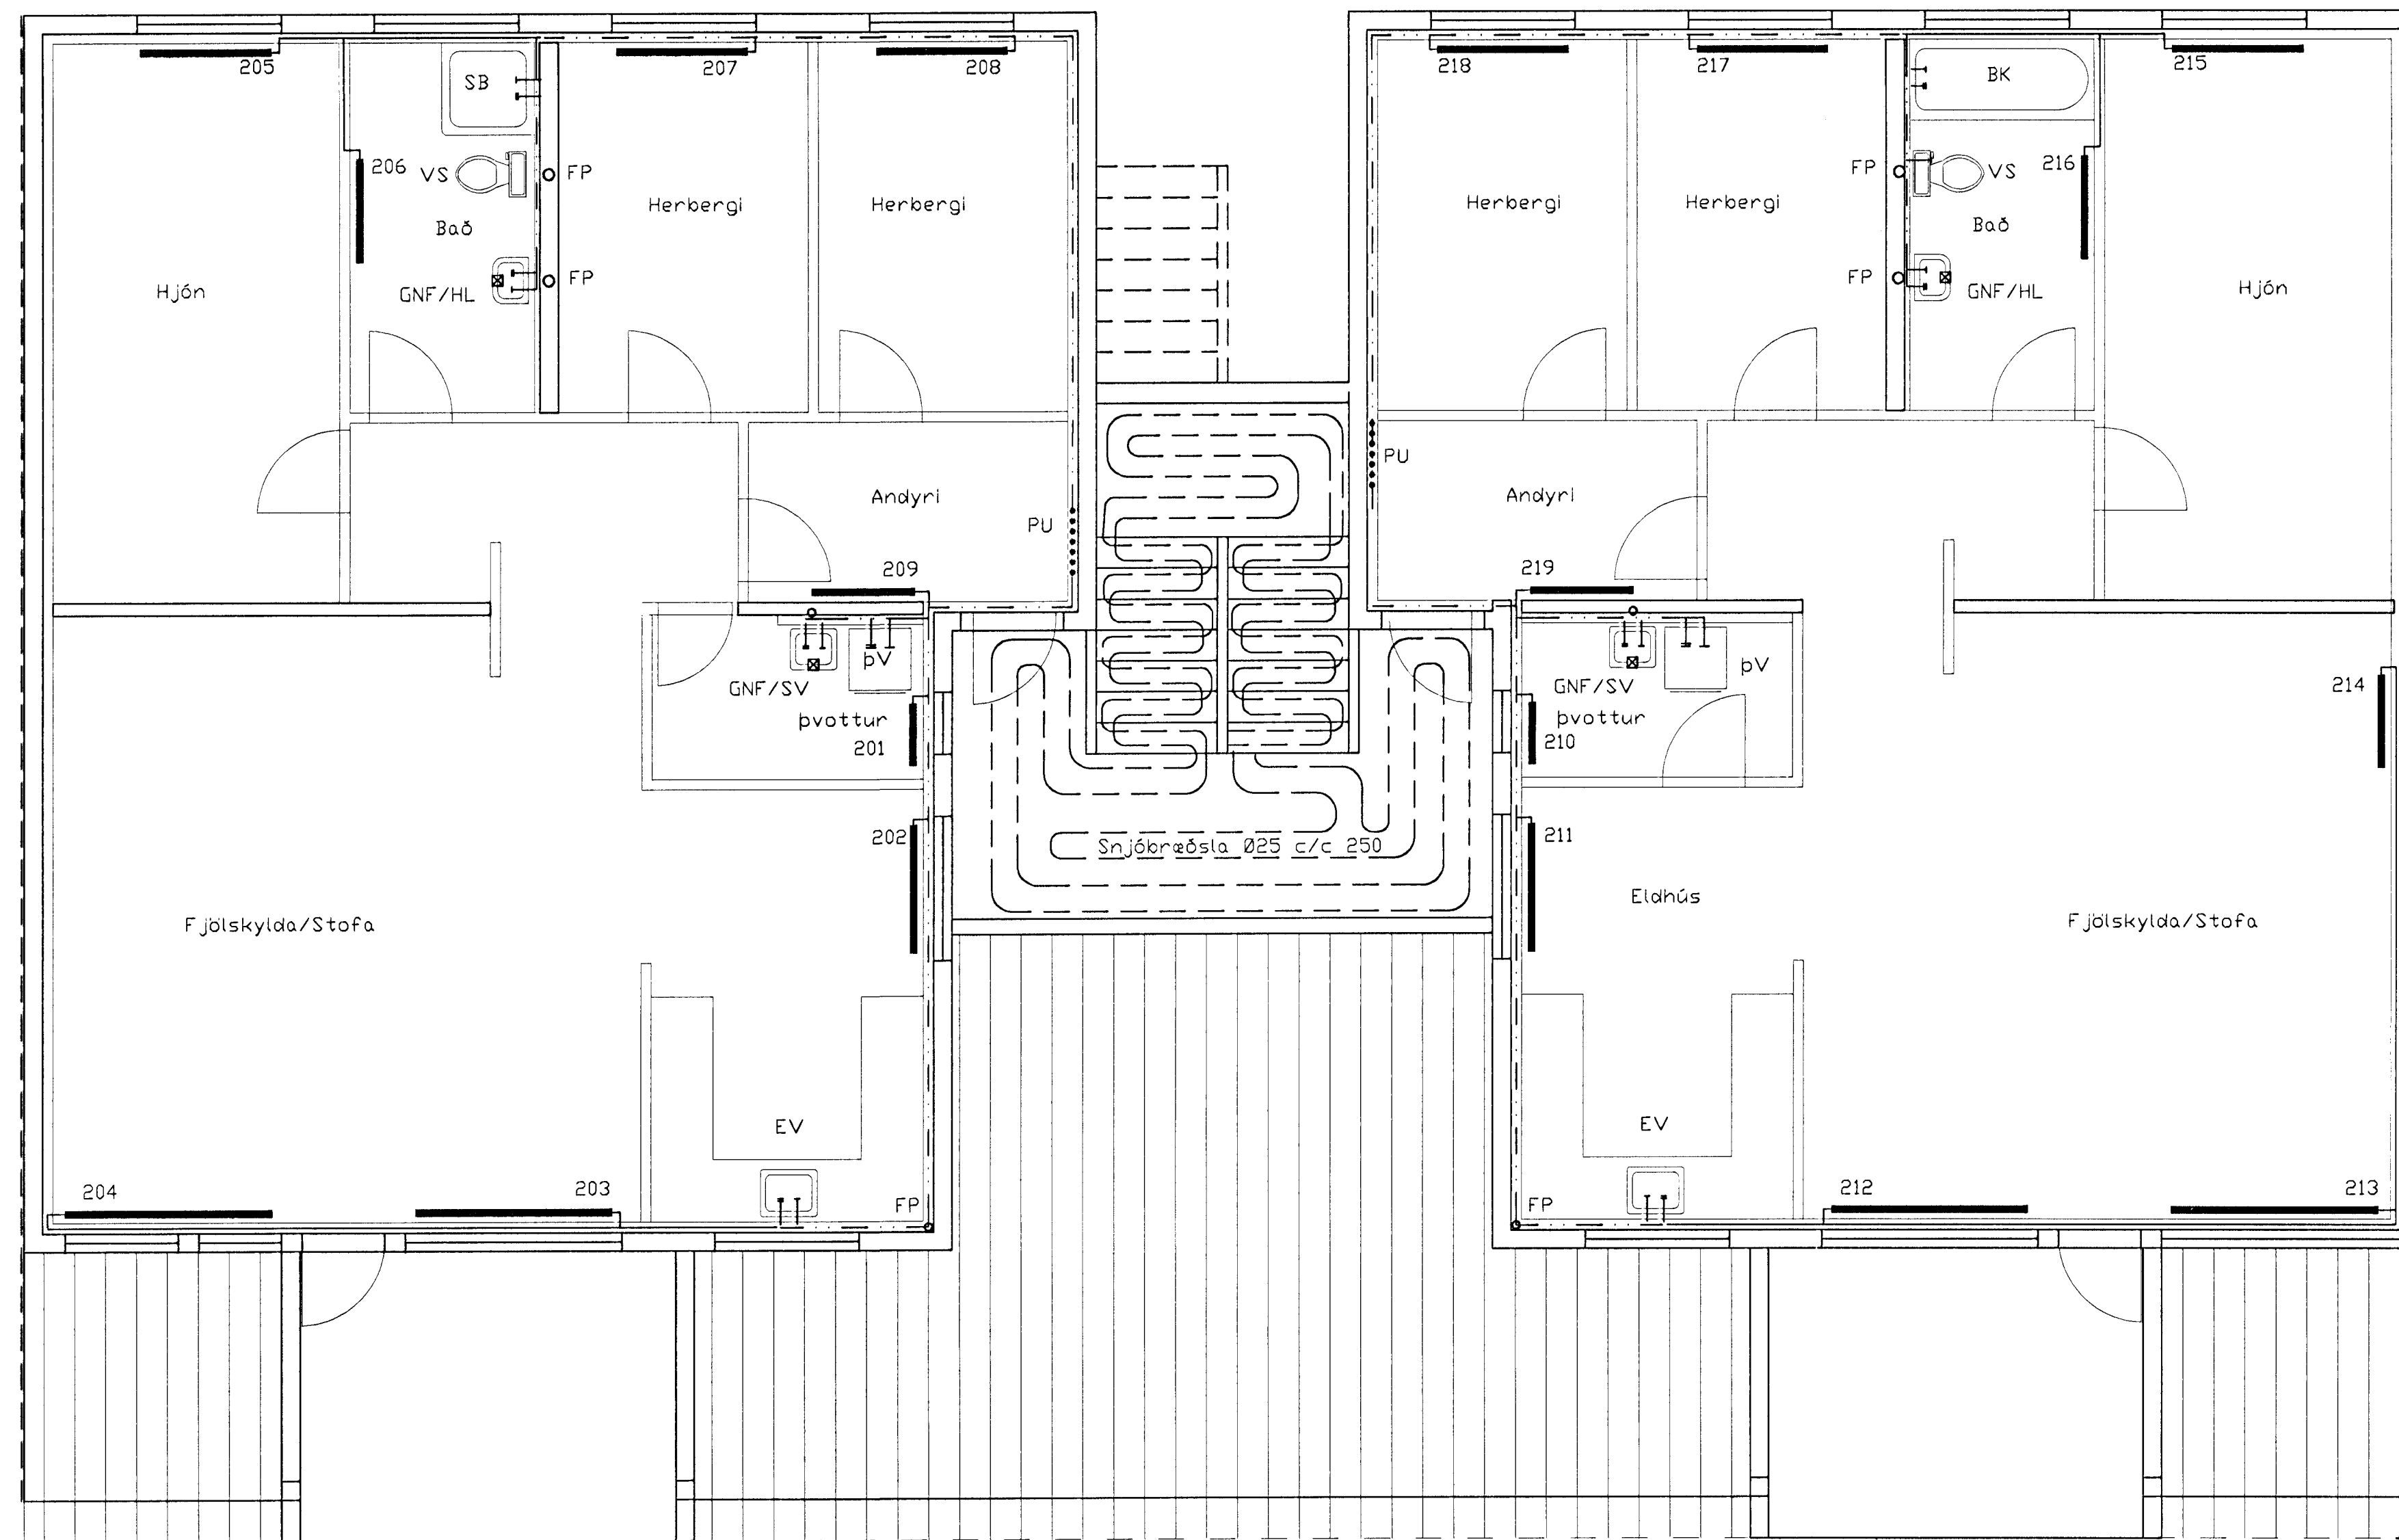 205
SB
207
208
218
217
BK
215
206
VS
FP
Herbergi
Herbergi
Herbergi
Herbergi
FP
VS
216
Bað
Bað
Hjón
GNF/HL
FP
FP
GNF/HL
Hjón
Andyri
PU
PU
Andyri
209
219
ÞV
GNF/SV
Þvottur
201
GNF/SV
ÞV
Þvottur
210
214
202
Snjóbræðsla Ø25 c/c 250
211
Fjölskylda/Stofa
Eldhús
Fjölskylda/Stofa
EV
EV
204
203
FP
FP
212
213